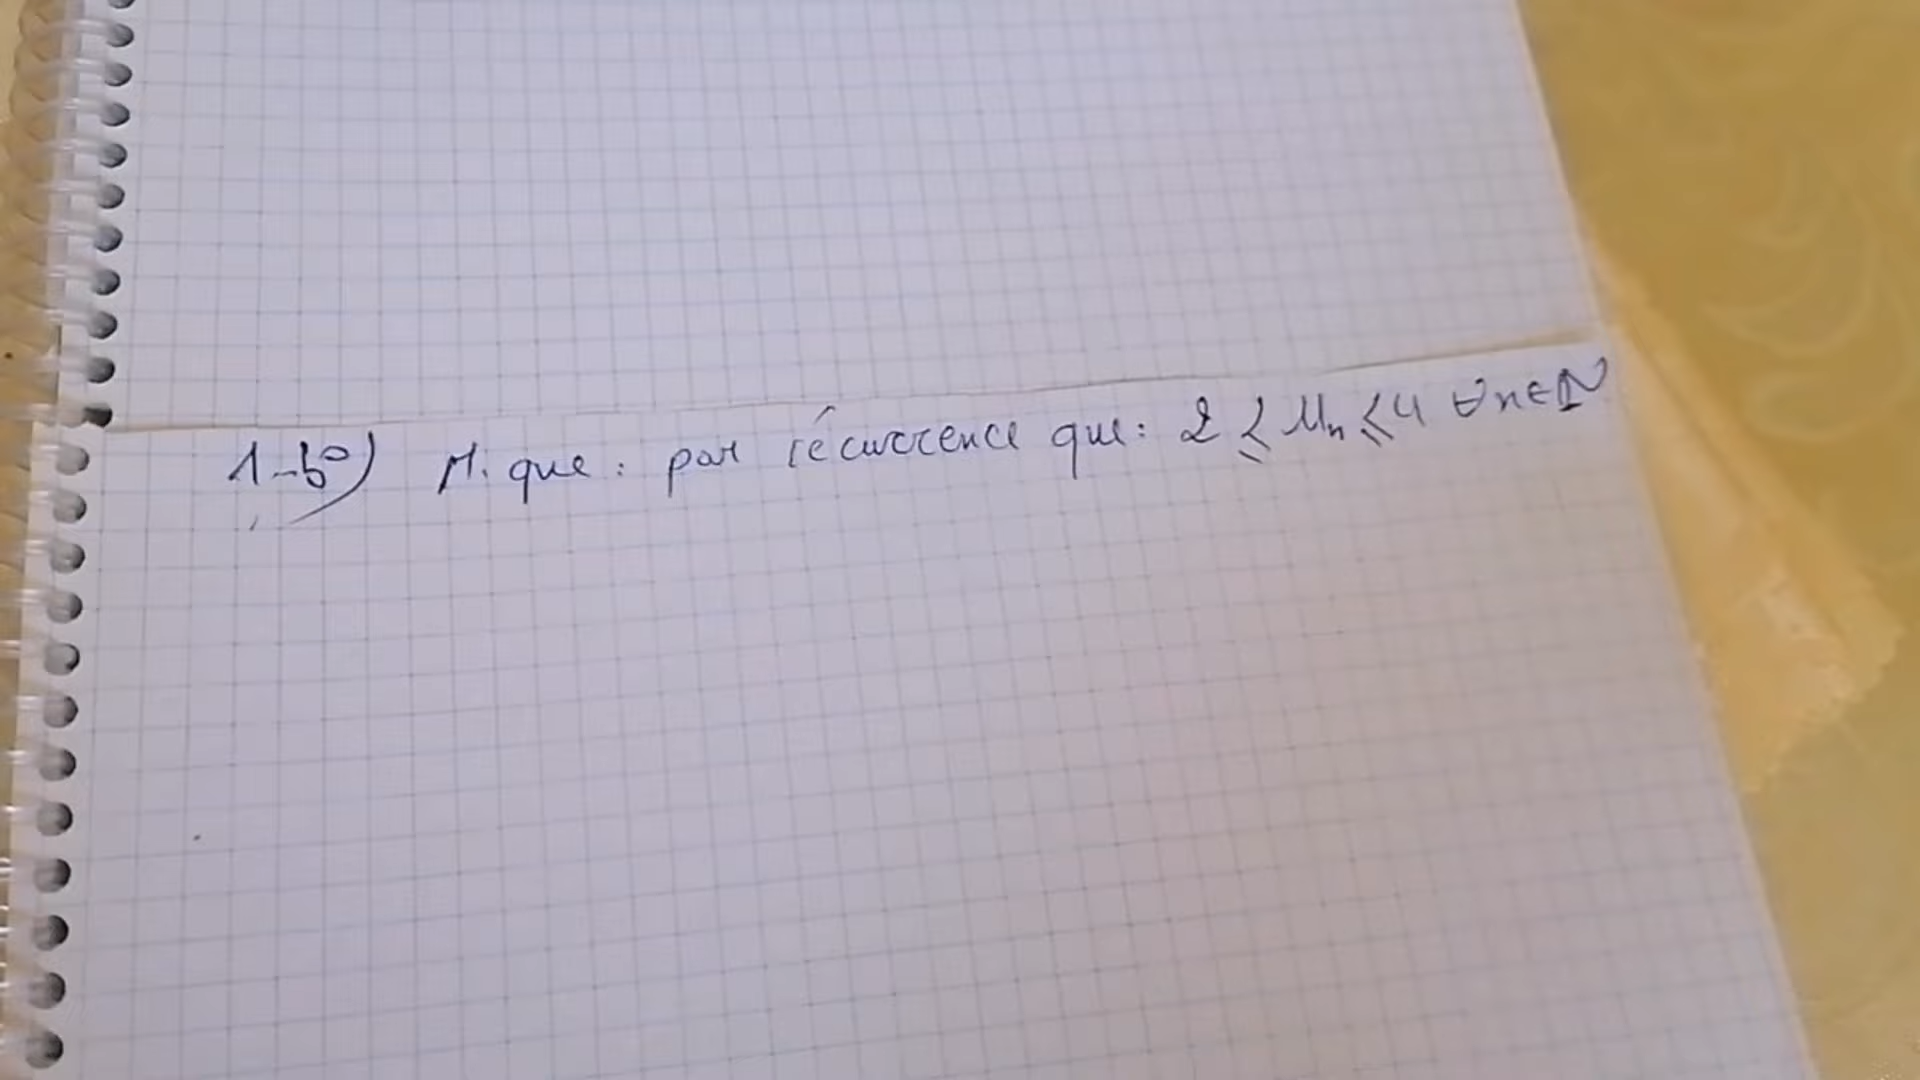 1-b°) M. que : par récurrence que : 2 ≤ Un ≤ 4 ∀n∈ℕ